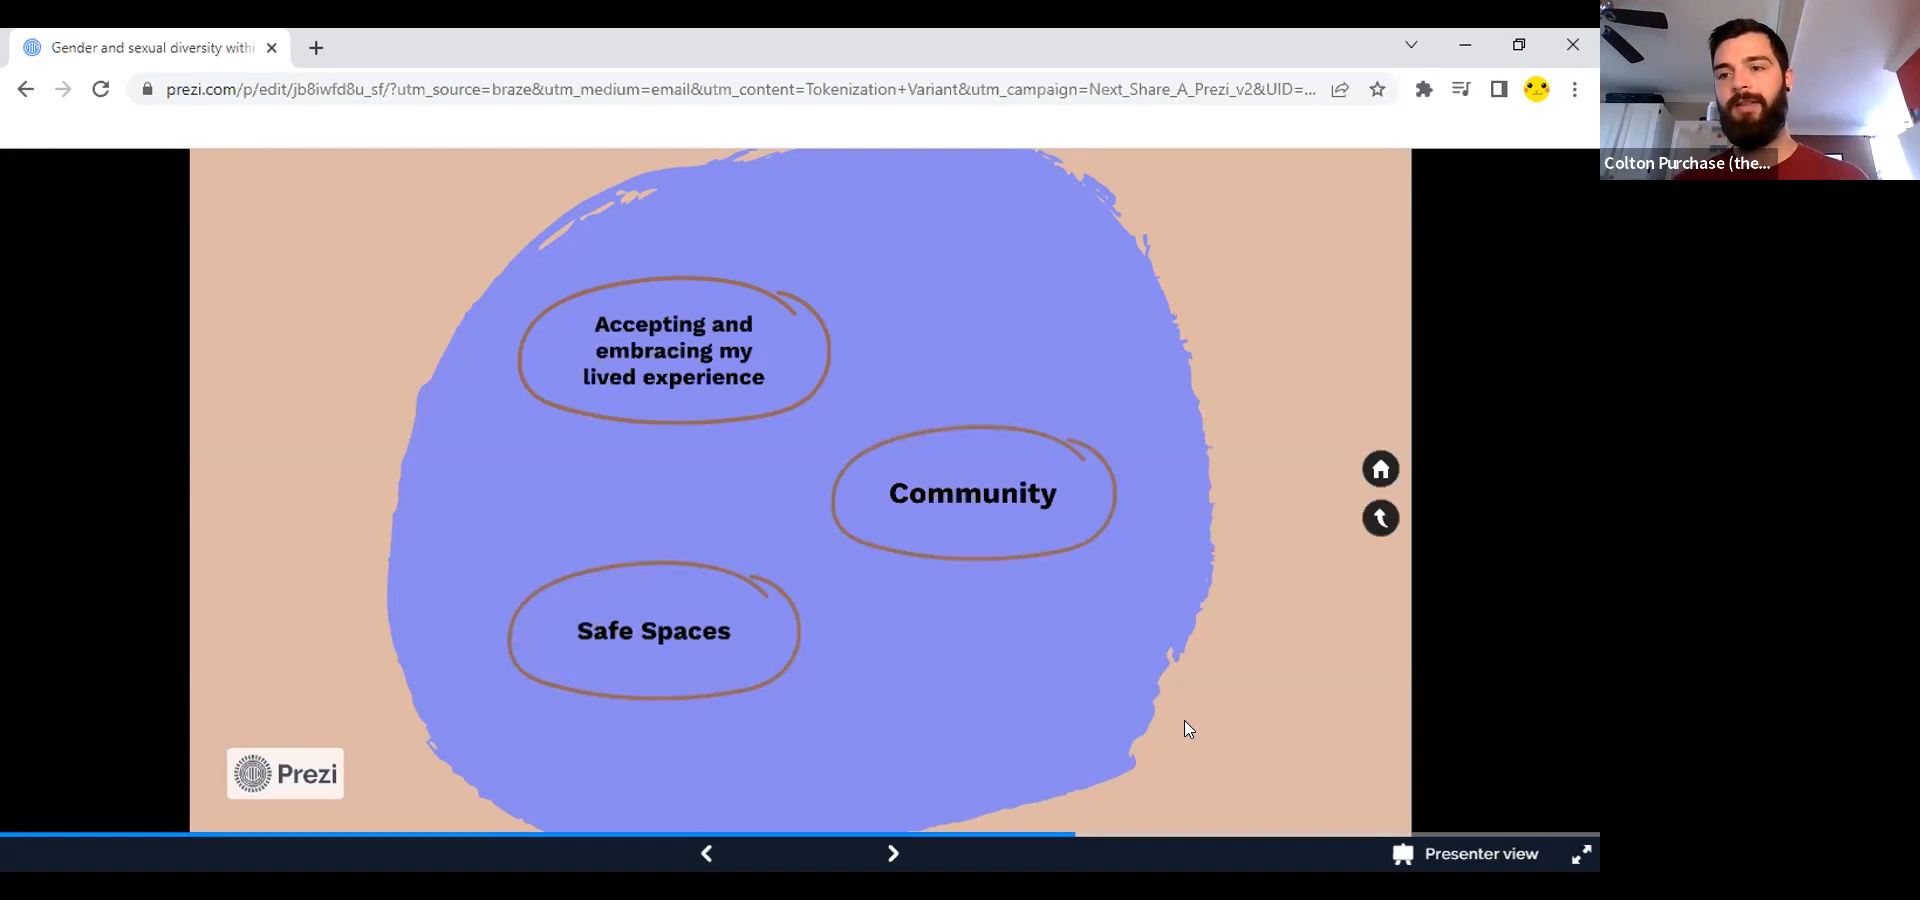 Gender and sexual diversity withi
prezi.com/p/edit/jb8iwfd8u_sf/?utm_source=braze&utm_medium=email&utm_content=Tokenization+Variant&utm_campaign=Next_Share_A_Prezi_v2&UID=...
Colton Purchase (the...
Accepting and
embracing my
lived experience
Community
Safe Spaces
Prezi
Presenter view